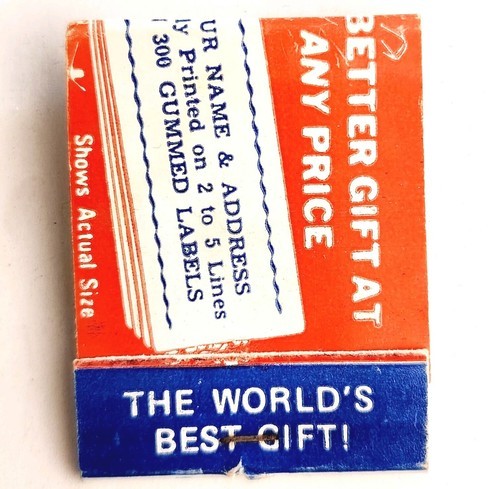 BETTER GIFT AT
ANY PRICE
UR NAME & ADDRESS
ly Printed on 2 to 5 Lines
300 GUMMED LABELS
Shows Actual Size
THE WORLD'S
BEST GIFT!